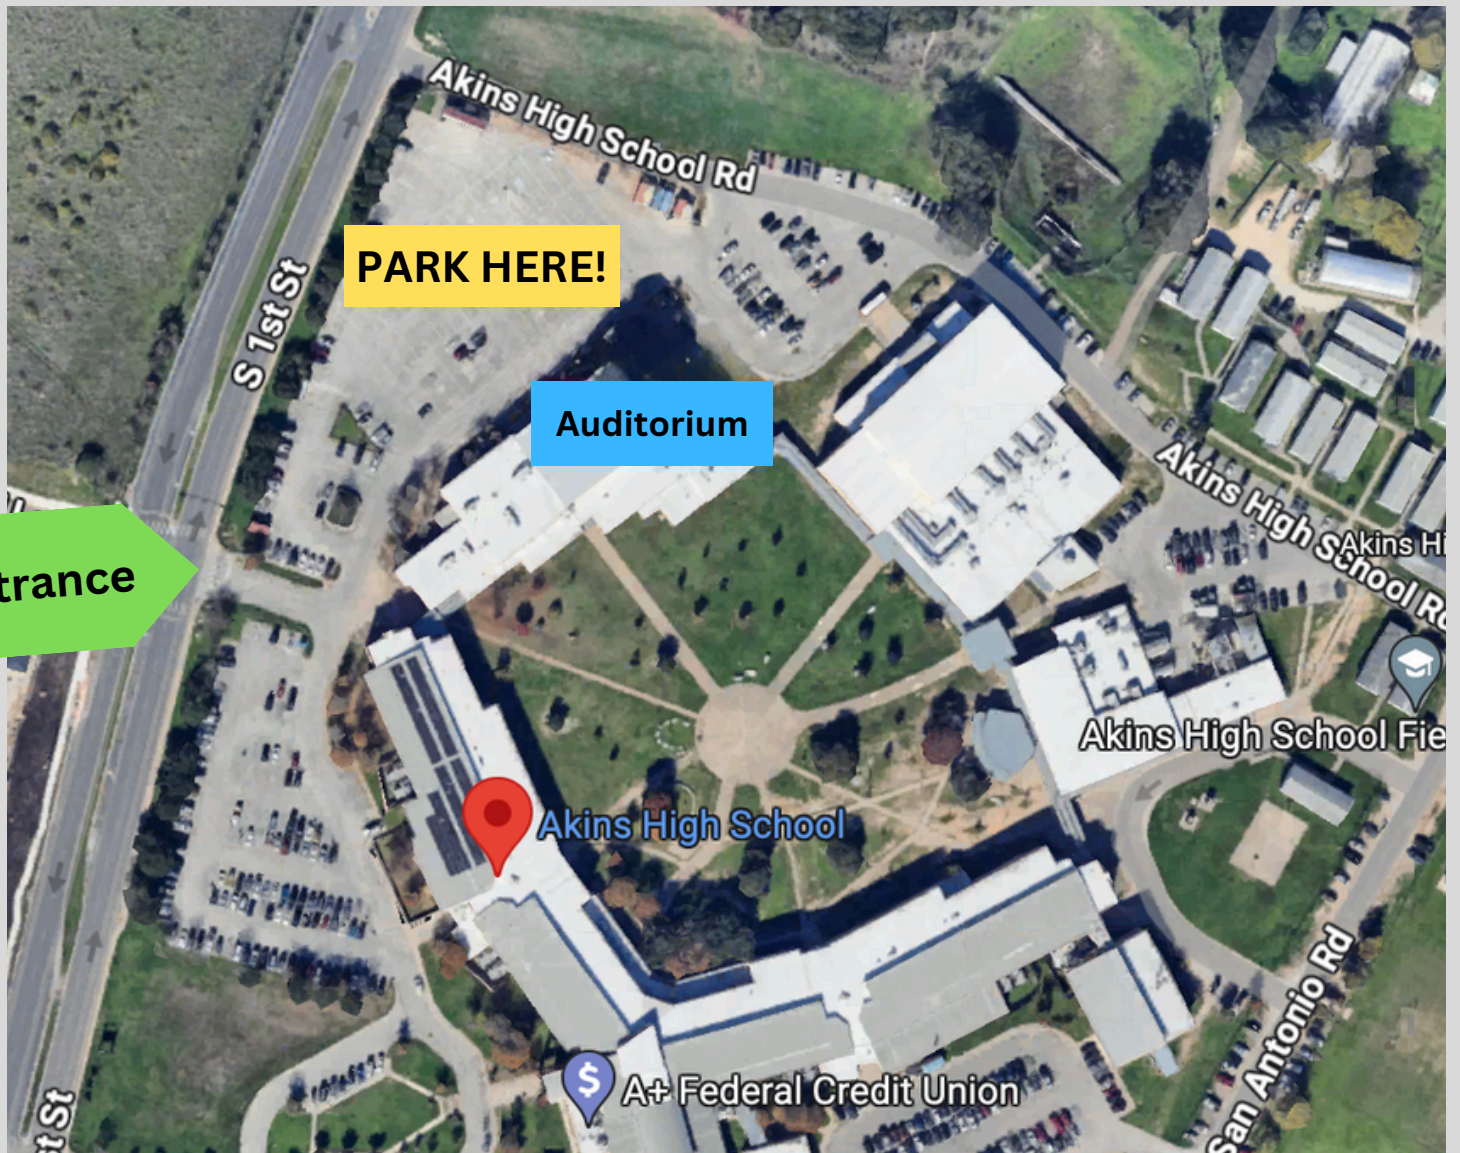 Akins High School Rd
PARK HERE!
S 1st St
Auditorium
Akins High School Rd
Akins Hi
trance
Akins High School Fie
Akins High School
San Antonio Rd
A+ Federal Credit Union
t St